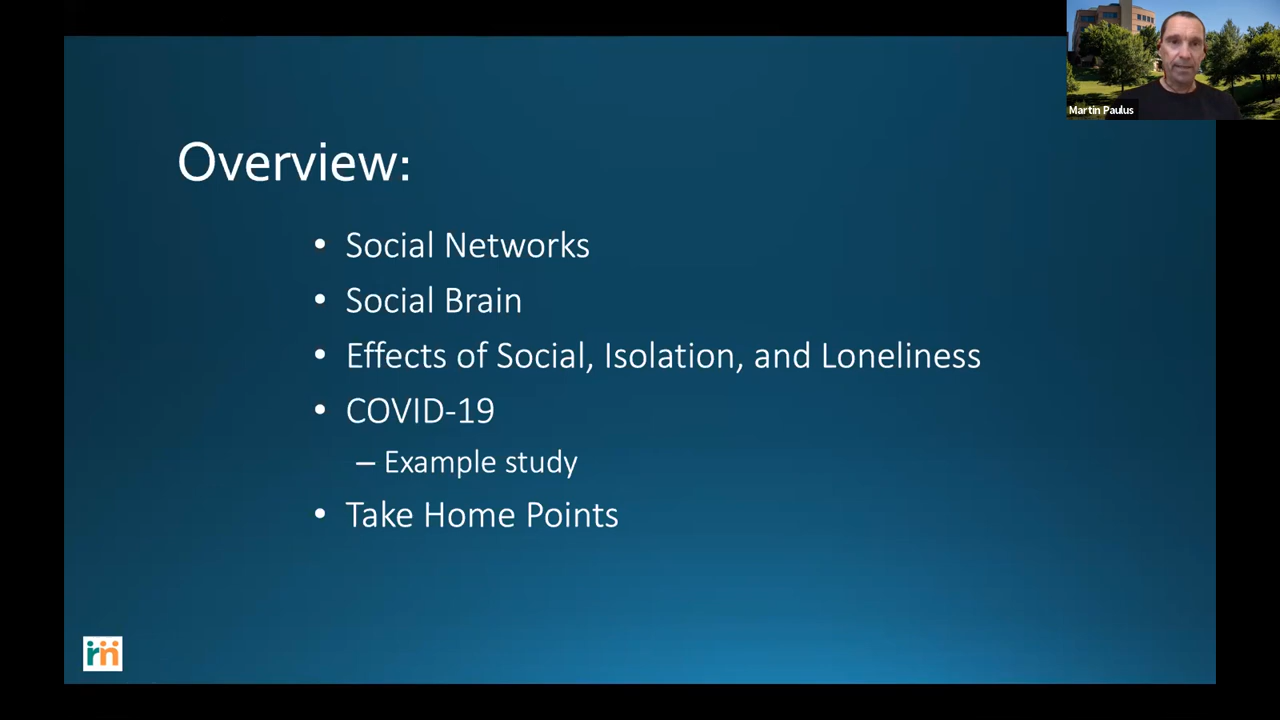 Martin Paulus
Overview:
• Social Networks
• Social Brain
• Effects of Social, Isolation, and Loneliness
• COVID-19
– Example study
• Take Home Points